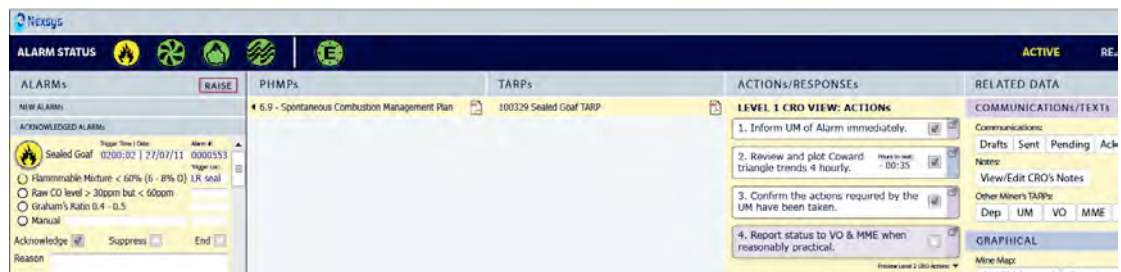 Nexsys
ALARM STATUS
E
ACTIVE
ALARMs
RAISE
NEW ALARMs
ACKNOWLEDGED ALARMs
Trigger Time | Date:
Alarm #:
Sealed Goaf
0200:02 | 27/07/11
0000553
Trigger Loc:
Flammmable Mixture < 60% (6 - 8% O)
LR seal
Raw CO level > 30ppm but < 60ppm
Graham's Ratio 0.4 - 0.5
Manual
Acknowledge
Suppress
End
Reason
PHMPs
6.9 - Spontaneous Combustion Management Plan
TARPs
100329 Sealed Goaf TARP
ACTIONs/RESPONSEs
LEVEL 1 CRO VIEW: ACTIONs
1. Inform UM of Alarm immediately.
2. Review and plot Coward
triangle trends 4 hourly.
- 00:35
3. Confirm the actions required by the
UM have been taken.
4. Report status to VO & MME when
reasonably practical.
Preview Level 2 CRO Actions
RELATED DATA
COMMUNICATIONs/TEXTs
Communications:
Drafts Sent Pending
Notes:
View/Edit CRO's Notes
Other Miner's TARPs:
Dep UM VO MME
GRAPHICAL
Mine Map: